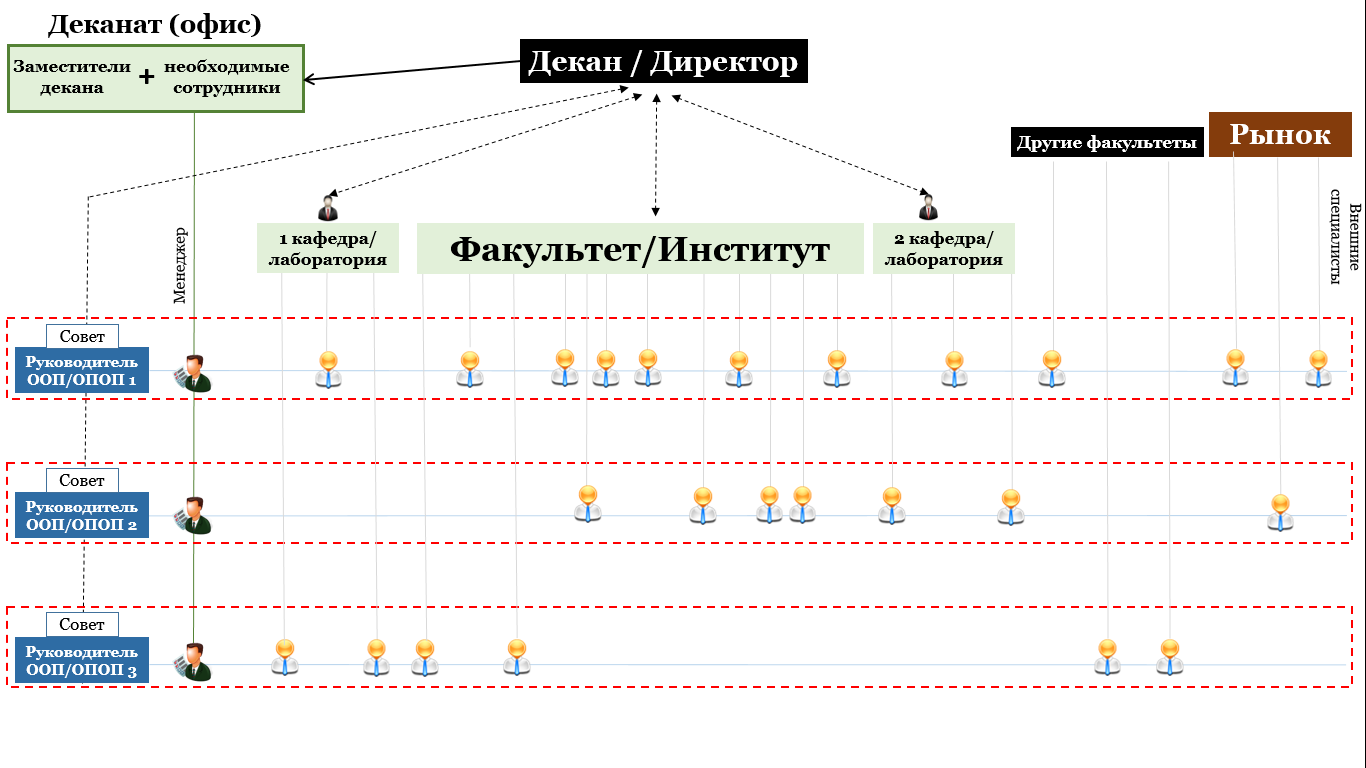 Деканат (офис)
Заместители
декана
+
необходимые
сотрудники
Декан / Директор
Другие факультеты
Рынок
Внешние
специалисты
Менеджер
1 кафедра/
лаборатория
Факультет/Институт
2 кафедра/
лаборатория
Совет
Руководитель
ООП/ОПОП 1
Совет
Руководитель
ООП/ОПОП 2
Совет
Руководитель
ООП/ОПОП 3